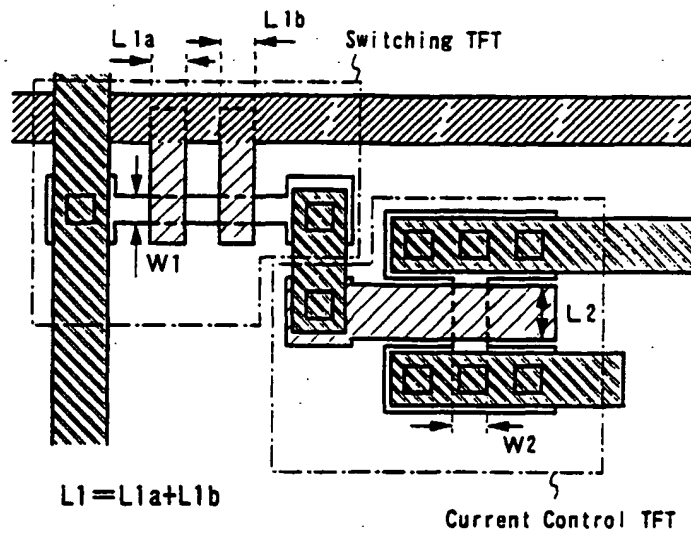 L1b
L1a
Switching TFT
W1
L2
W2
L1=L1a+L1b
Current Control TFT